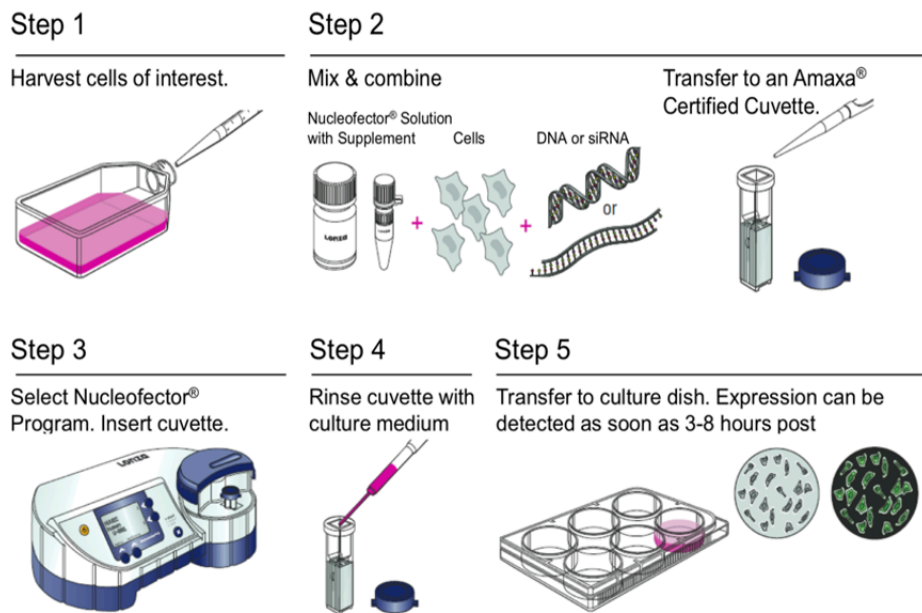 Step 1
Harvest cells of interest.
Step 2
Mix & combine
Nucleofector® Solution
with Supplement
Cells
DNA or siRNA
or
Lonza
Lonza
+
+
Transfer to an Amaxa®
Certified Cuvette.
Step 3
Select Nucleofector®
Program. Insert cuvette.
Lonza
Step 4
Rinse cuvette with
culture medium
Step 5
Transfer to culture dish. Expression can be
detected as soon as 3-8 hours post